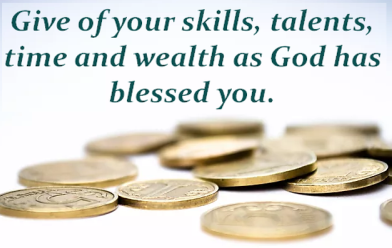 Give of your skills, talents,
time and wealth as God has
blessed you.